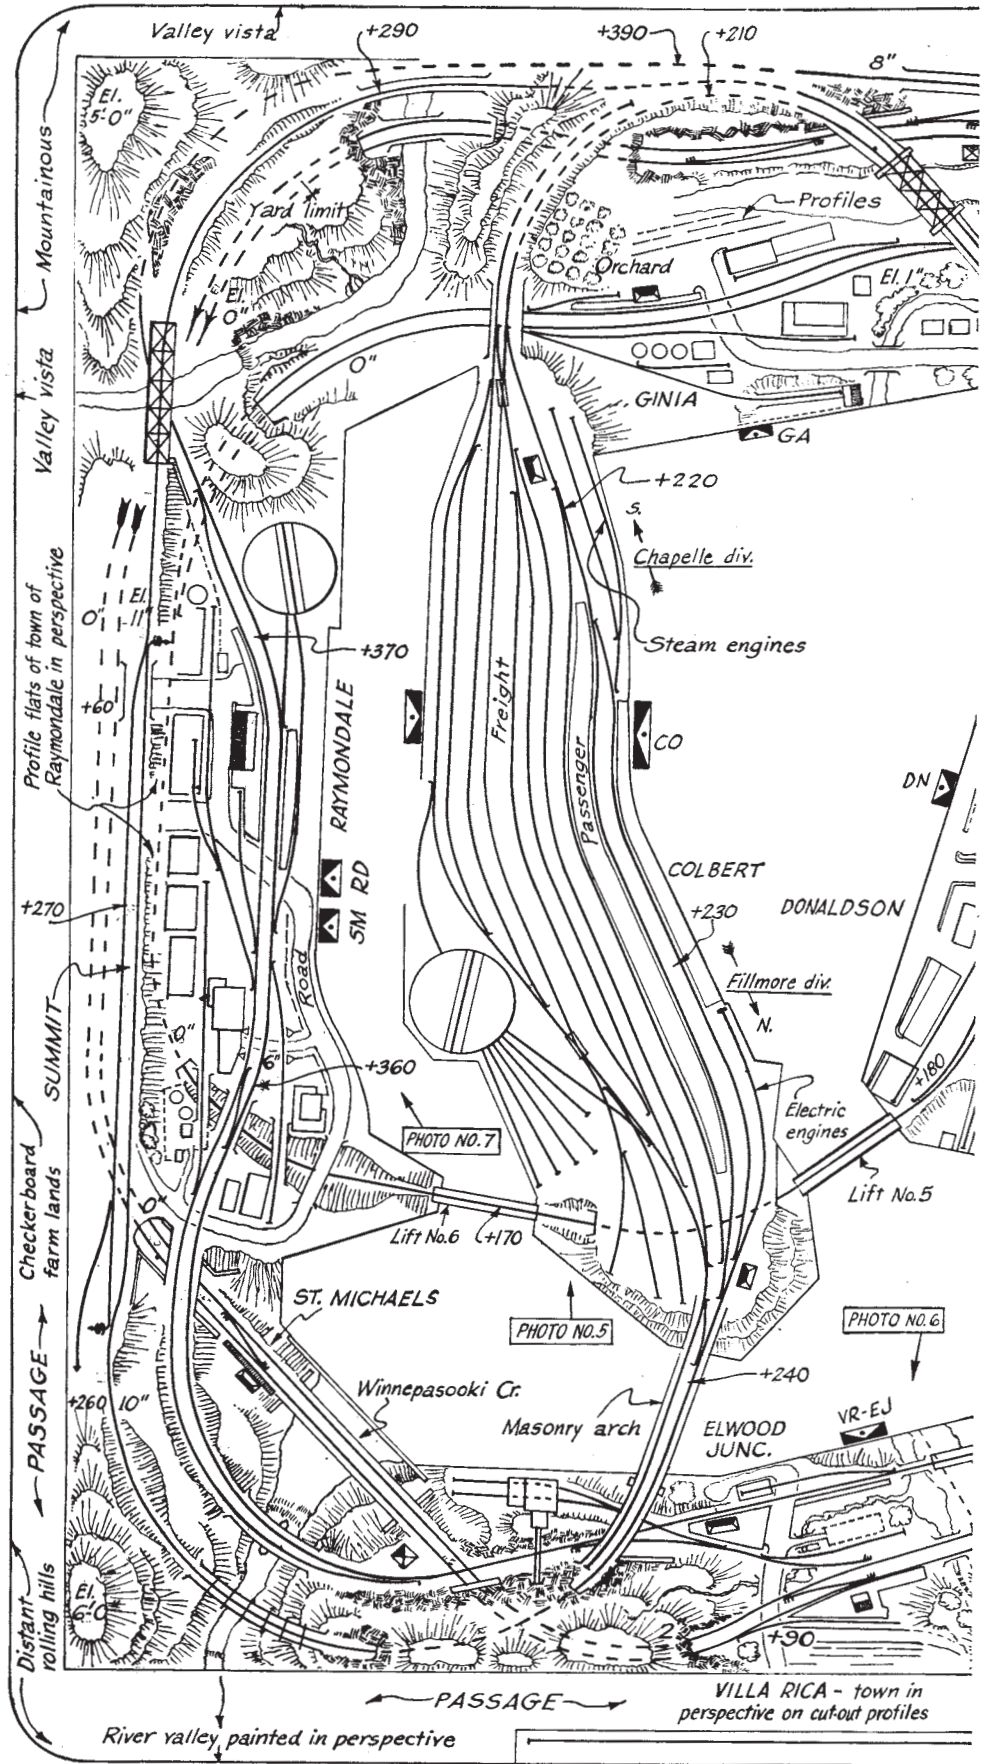 Valley vista
+290
+390
+210
8"
El.
5'-0"
Mountainous
Yard limit
Profiles
Orchard
El. 1"
El.
0"
0"
Valley vista
GINIA
GA
+220
S.
Chapelle div.
Steam engines
Profile flats of town of
Raymondale in perspective
0"
El.
11"
+370
+60
RAYMONDALE
Freight
Passenger
CO
DN
COLBERT
DONALDSON
+270
SM RD
+230
Road
Fillmore div.
N.
SUMMIT
0"
6"
+360
+180
PHOTO NO. 7
Electric
engines
Checkerboard
farm lands
0"
Lift No. 6
+170
Lift No. 5
ST. MICHAELS
PHOTO NO. 5
PHOTO NO. 6
PASSAGE
+260
10"
Winnepasooki Cr.
+240
Masonry arch
ELWOOD
JUNC.
VR-EJ
El.
6'-0"
Distant
rolling hills
2"
+90
PASSAGE
VILLA RICA - town in
perspective on cut-out profiles
River valley painted in perspective